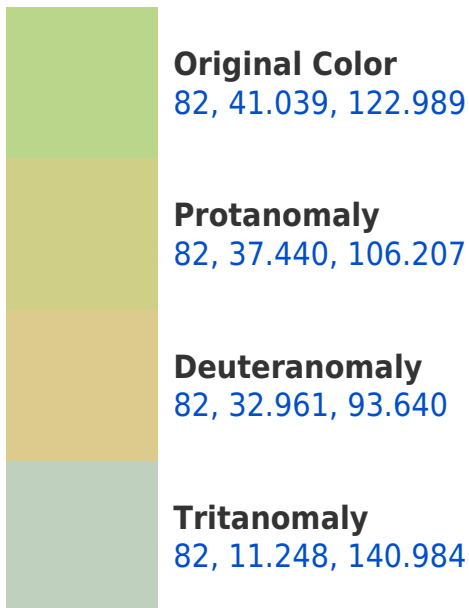 Original Color
82, 41.039, 122.989
Protanomaly
82, 37.440, 106.207
Deuteranomaly
82, 32.961, 93.640
Tritanomaly
82, 11.248, 140.984